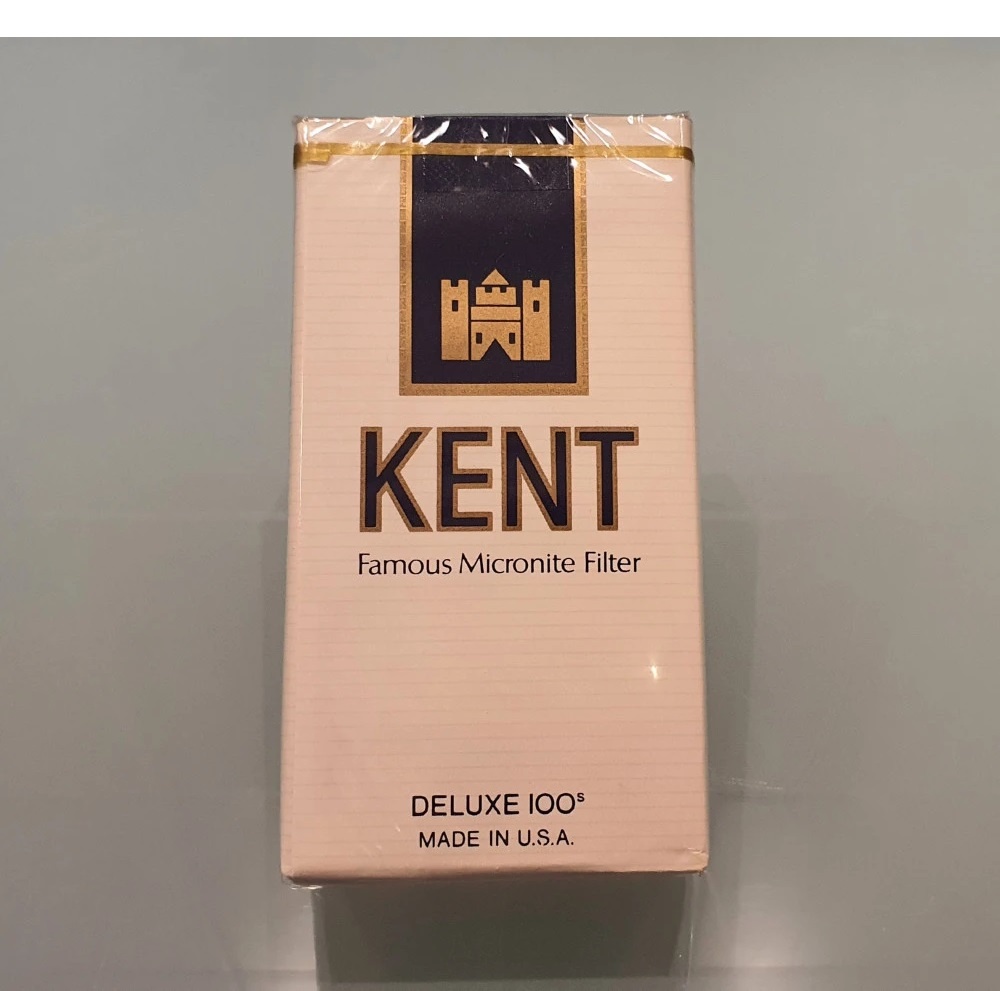 KENT
Famous Micronite Filter
DELUXE 100s
MADE IN U.S.A.